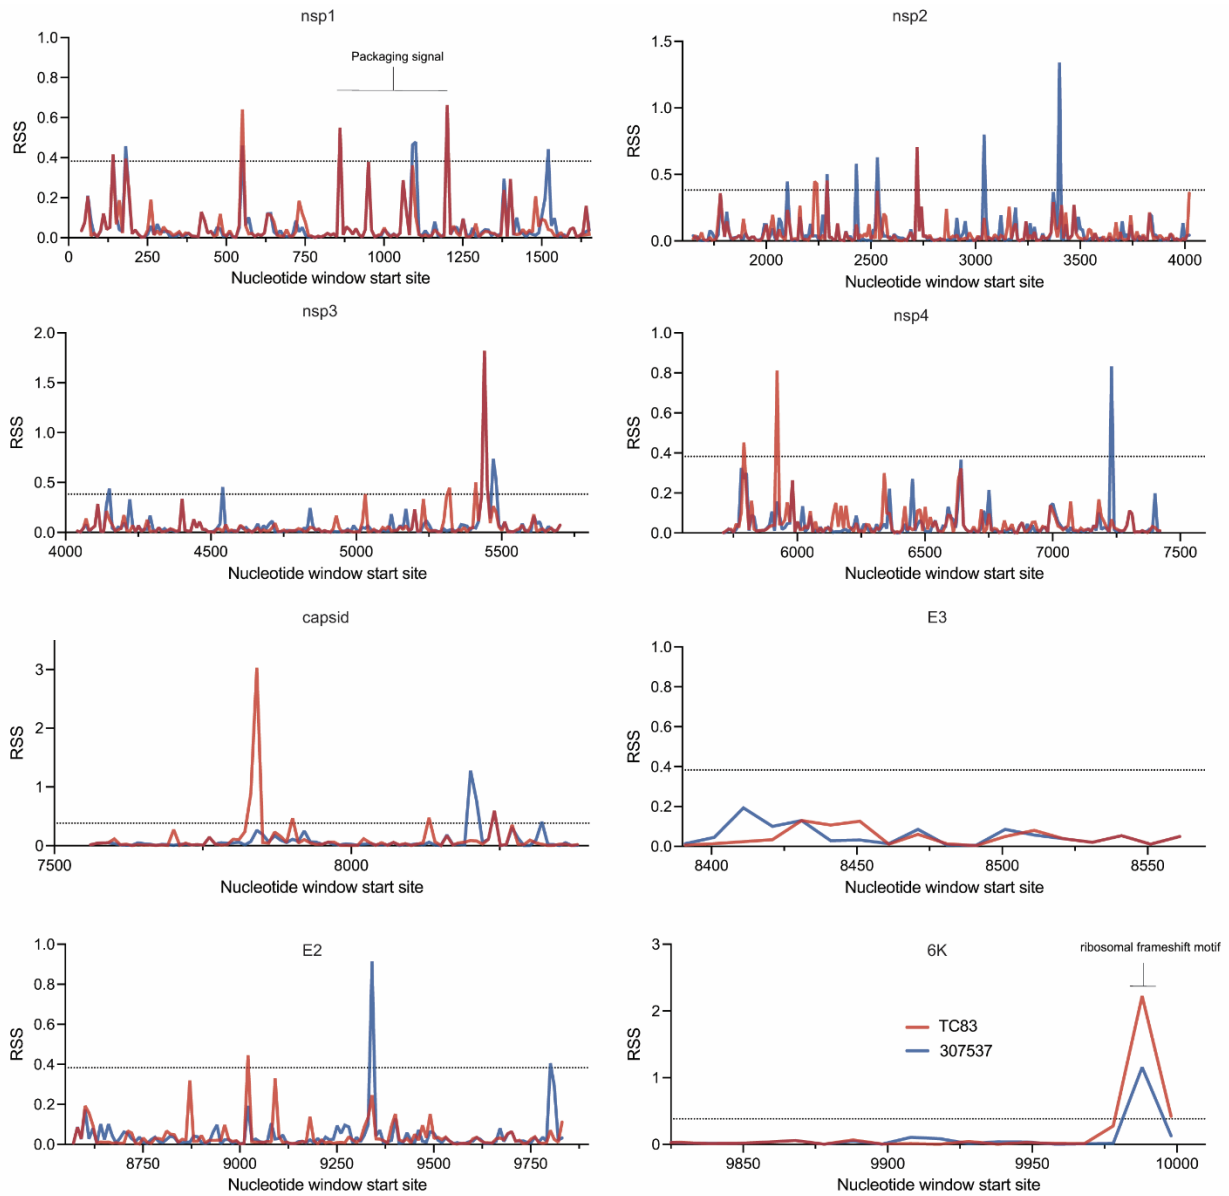 nsp1
1.0
0.8
0.6
0.4
0.2
0.0
RSS
Packaging signal
0 250 500 750 1000 1250 1500
Nucleotide window start site
nsp2
1.5
1.0
0.5
0.0
RSS
2000 2500 3000 3500 4000
Nucleotide window start site
nsp3
2.0
1.5
1.0
0.5
0.0
RSS
4000 4500 5000 5500
Nucleotide window start site
nsp4
1.0
0.8
0.6
0.4
0.2
0.0
RSS
6000 6500 7000 7500
Nucleotide window start site
capsid
3
2
1
0
RSS
7500 8000
Nucleotide window start site
E3
1.0
0.8
0.6
0.4
0.2
0.0
RSS
8400 8450 8500 8550
Nucleotide window start site
E2
1.0
0.8
0.6
0.4
0.2
0.0
RSS
8750 9000 9250 9500 9750
Nucleotide window start site
6K
ribosomal frameshift motif
3
2
1
0
RSS
TC83
307537
9850 9900 9950 10000
Nucleotide window start site